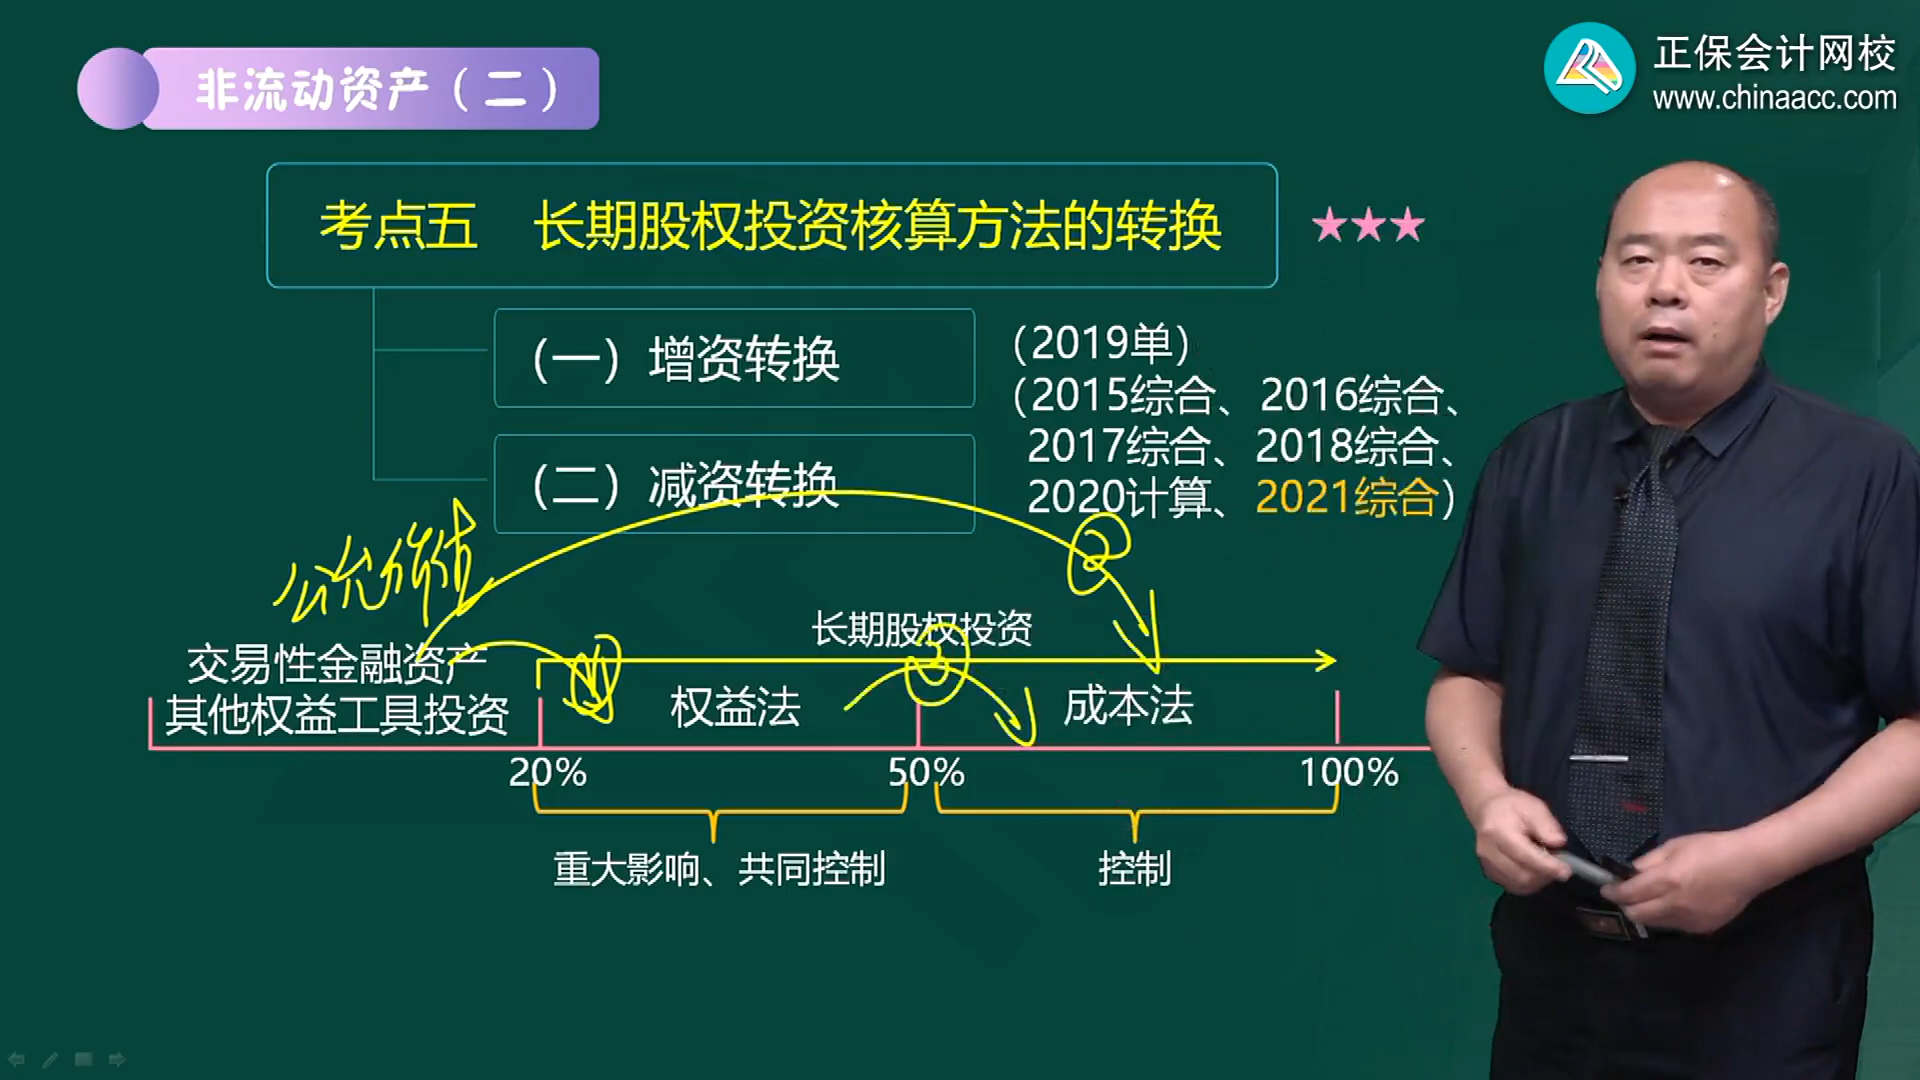 非流动资产（二）
正保会计网校
www.chinaacc.com
考点五 长期股权投资核算方法的转换 ★★★
（一）增资转换
（2019单）
（2015综合、2016综合、
2017综合、2018综合、
2020计算、2021综合）
（二）减资转换
公允价值
②
长期股权投资
交易性金融资产
其他权益工具投资
①
权益法
③
成本法
20%
50%
100%
重大影响、共同控制
控制